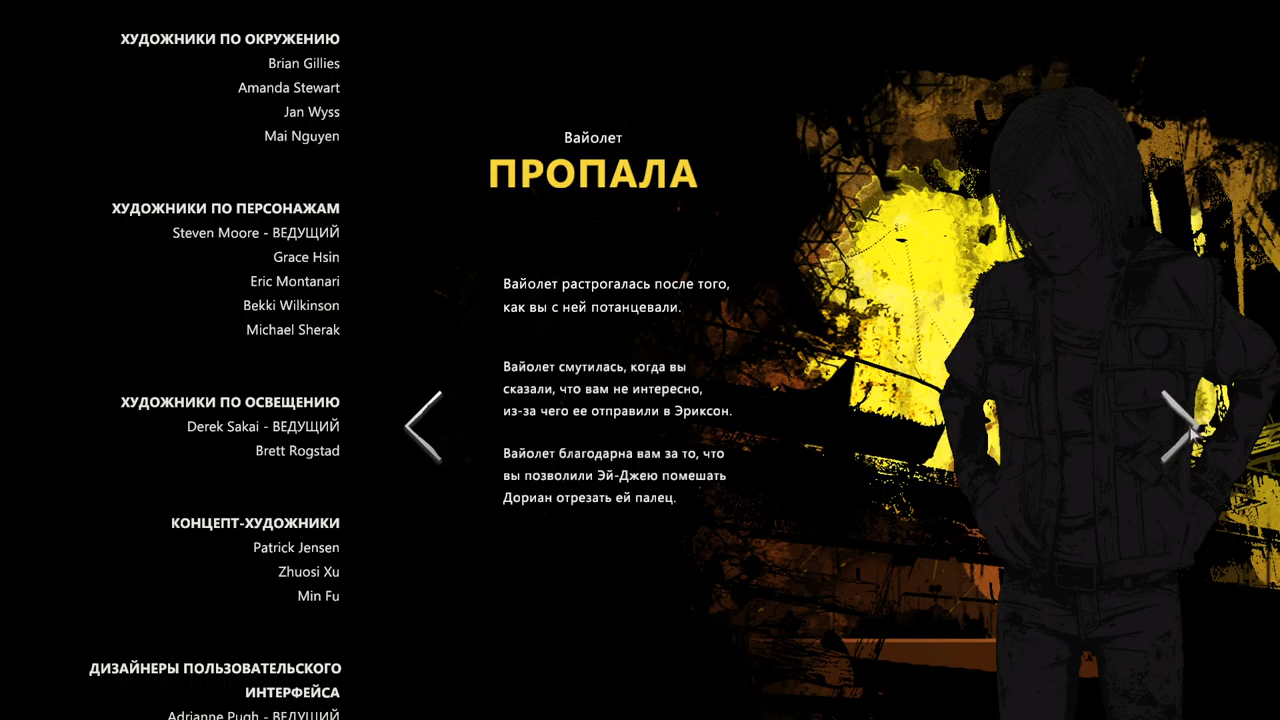 ХУДОЖНИКИ ПО ОКРУЖЕНИЮ
Brian Gillies
Amanda Stewart
Jan Wyss
Mai Nguyen
ХУДОЖНИКИ ПО ПЕРСОНАЖАМ
Steven Moore - ВЕДУЩИЙ
Grace Hsin
Eric Montanari
Bekki Wilkinson
Michael Sherak
ХУДОЖНИКИ ПО ОСВЕЩЕНИЮ
Derek Sakai - ВЕДУЩИЙ
Brett Rogstad
КОНЦЕПТ-ХУДОЖНИКИ
Patrick Jensen
Zhuosi Xu
Min Fu
ДИЗАЙНЕРЫ ПОЛЬЗОВАТЕЛЬСКОГО
ИНТЕРФЕЙСА
Adrianne Pugh - ВЕДУЩИЙ
Вайолет
ПРОПАЛА
Вайолет растрогалась после того,
как вы с ней потанцевали.
Вайолет смутилась, когда вы
сказали, что вам не интересно,
из-за чего ее отправили в Эриксон.
Вайолет благодарна вам за то, что
вы позволили Эй-Джею помешать
Дориан отрезать ей палец.